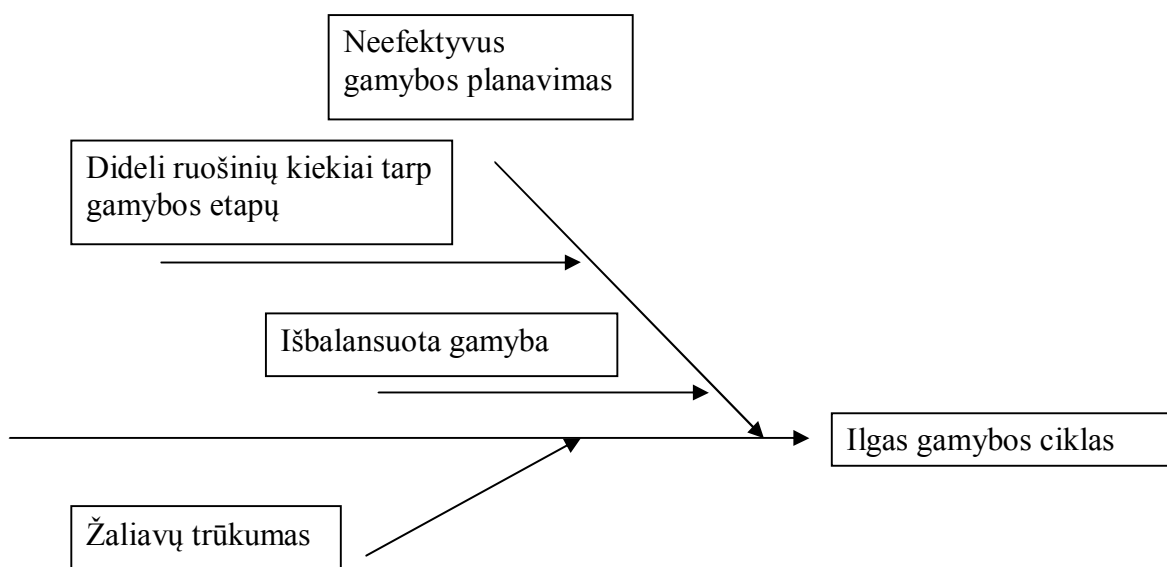 Neefektyvus
gamybos planavimas
Dideli ruošinių kiekiai tarp
gamybos etapų
Išbalansuota gamyba
Ilgas gamybos ciklas
Žaliavų trūkumas